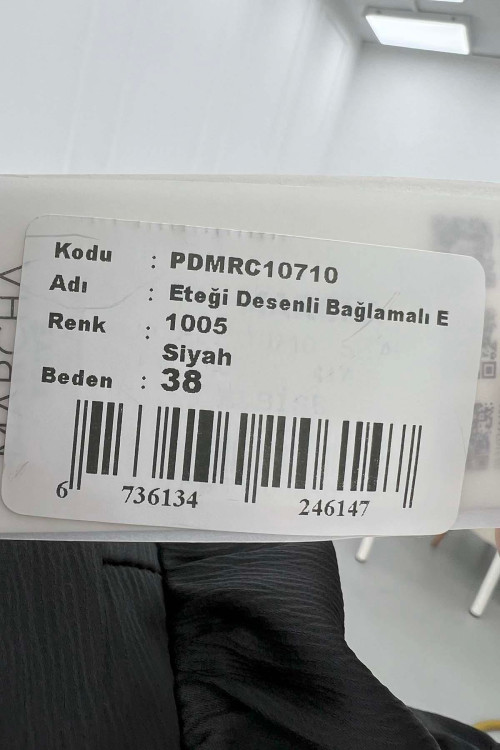 Kodu : PDMRC10710
Adı : Eteği Desenli Bağlamalı E
Renk : 1005
Siyah
Beden : 38
6 736134 246147